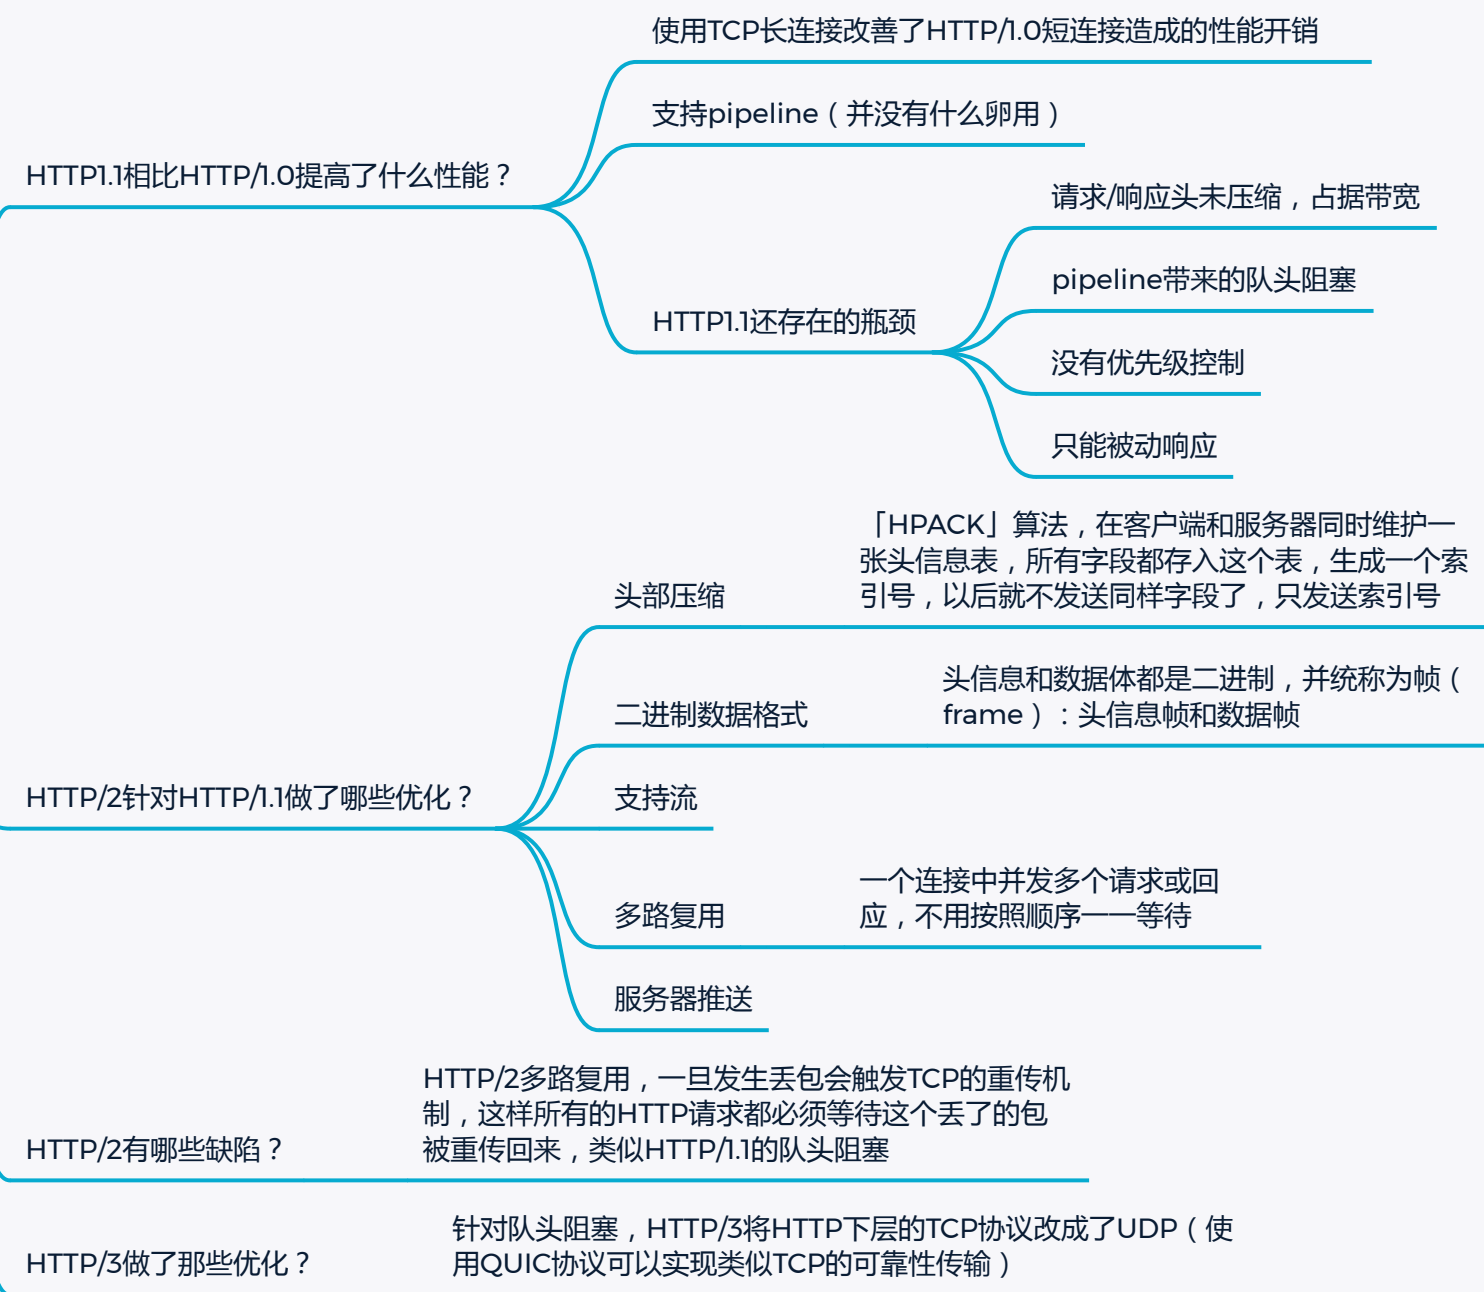 使用TCP长连接改善了HTTP/1.0短连接造成的性能开销
支持pipeline（并没有什么卵用）
HTTP1.1相比HTTP/1.0提高了什么性能？
请求/响应头未压缩，占据带宽
pipeline带来的队头阻塞
HTTP1.1还存在的瓶颈
没有优先级控制
只能被动响应
「HPACK」算法，在客户端和服务器同时维护一
张头信息表，所有字段都存入这个表，生成一个索
引号，以后就不发送同样字段了，只发送索引号
头部压缩
头信息和数据体都是二进制，并统称为帧（
frame）：头信息帧和数据帧
二进制数据格式
HTTP/2针对HTTP/1.1做了哪些优化？
支持流
一个连接中并发多个请求或回
应，不用按照顺序一一等待
多路复用
服务器推送
HTTP/2多路复用，一旦发生丢包会触发TCP的重传机
制，这样所有的HTTP请求都必须等待这个丢了的包
被重传回来，类似HTTP/1.1的队头阻塞
HTTP/2有哪些缺陷？
针对队头阻塞，HTTP/3将HTTP下层的TCP协议改成了UDP（使
用QUIC协议可以实现类似TCP的可靠性传输）
HTTP/3做了那些优化？